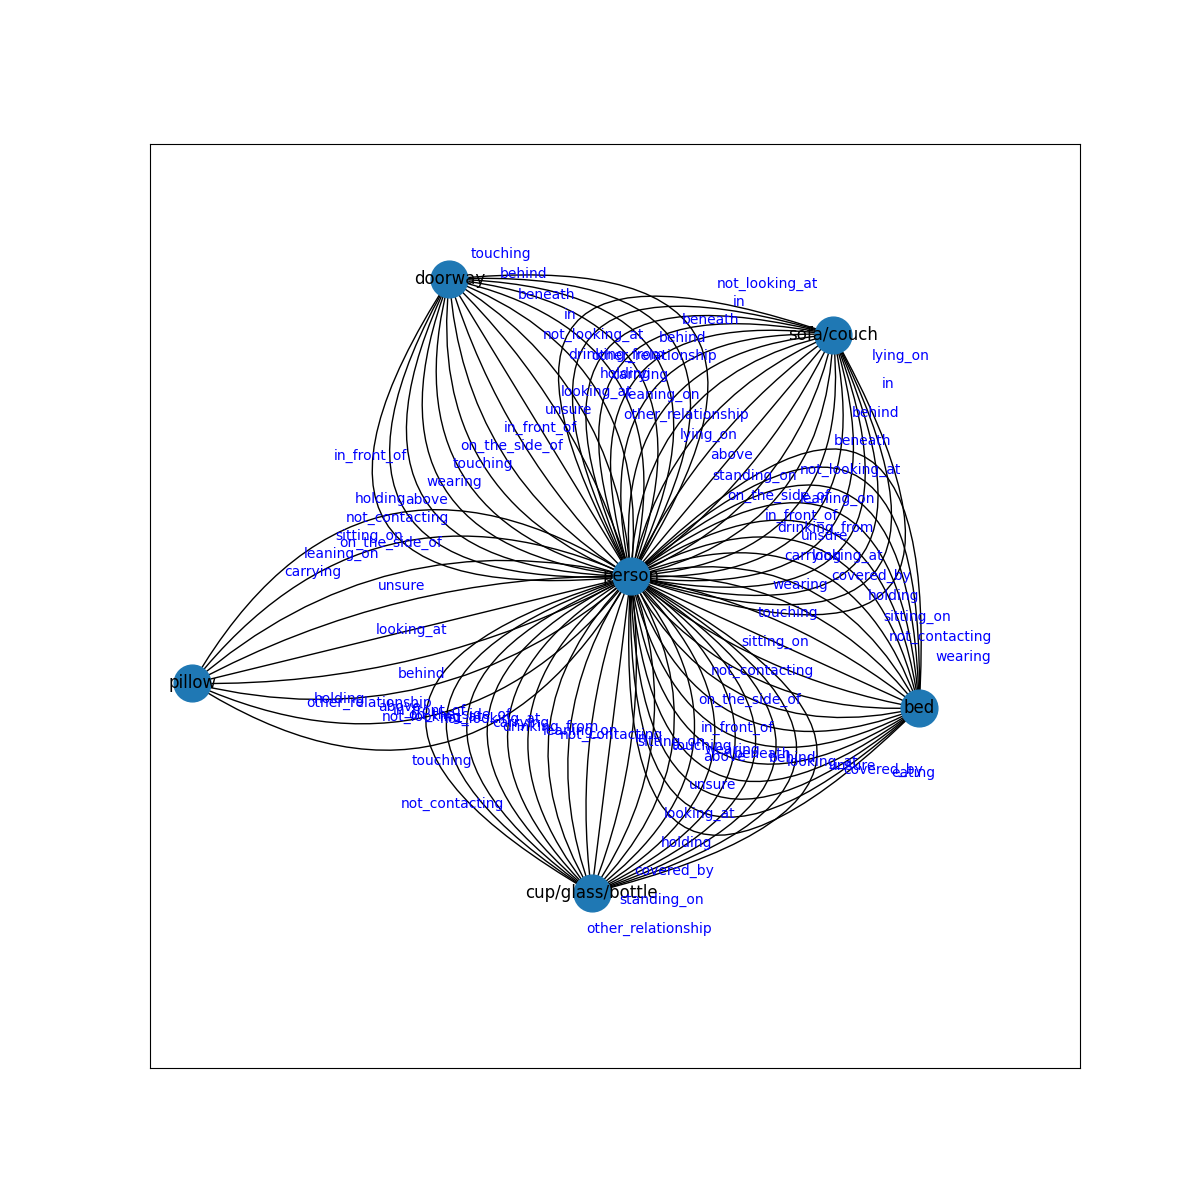 touching
doorway
behind
not_looking_at
beneath
in
in
beneath
not_looking_at
behind
sofa/couch
drinking_from
other_relationship
lying_on
holding
carrying
in
looking_at
leaning_on
unsure
other_relationship
behind
in_front_of
lying_on
beneath
on_the_side_of
above
in_front_of
touching
standing_on
not_looking_at
wearing
on_the_side_of
leaning_on
holding
above
in_front_of
not_contacting
drinking_from
sitting_on
on_the_side_of
unsure
leaning_on
carrying
looking_at
carrying
person
covered_by
unsure
wearing
holding
touching
sitting_on
looking_at
sitting_on
not_contacting
wearing
behind
not_contacting
pillow
holding
other_relationship
on_the_side_of
above
in_front_of
bed
carrying
drinking_from
in_front_of
leaning_on
not_contacting
sitting_on
touching
wearing
beneath
above
behind
touching
looking_at
unsure
covered_by
eating
unsure
not_contacting
looking_at
holding
covered_by
cup/glass/bottle
standing_on
other_relationship